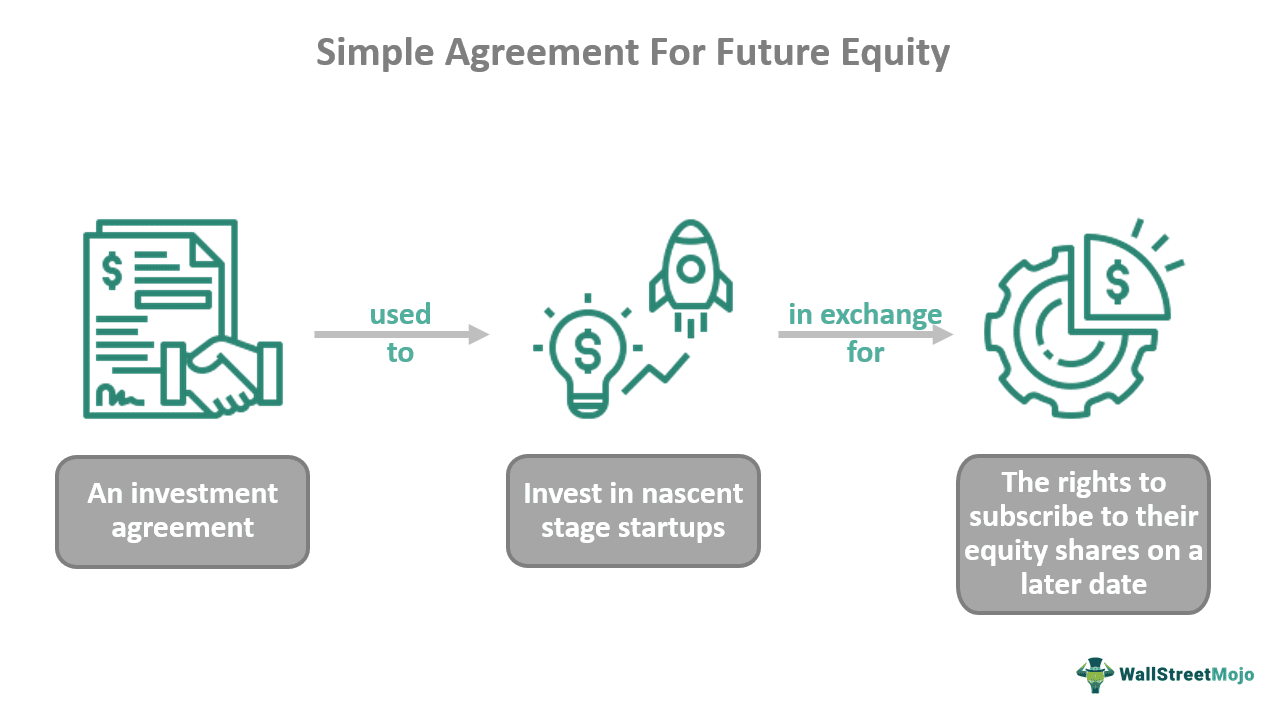 Simple Agreement For Future Equity
$
used
to
$
in exchange
for
$
An investment
agreement
Invest in nascent
stage startups
The rights to
subscribe to their
equity shares on a
later date
WallStreetMojo